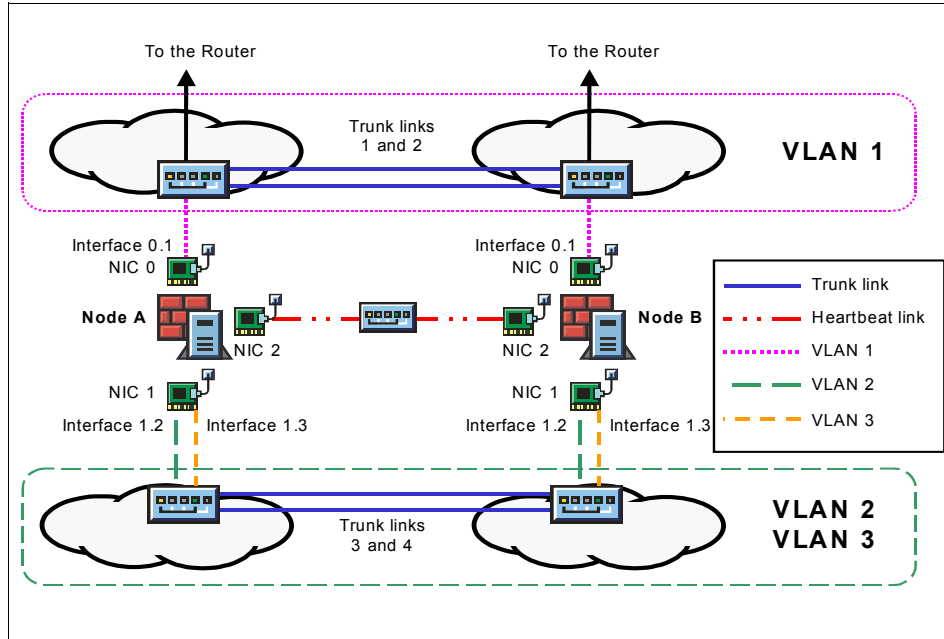 To the Router
To the Router
Trunk links
1 and 2
VLAN 1
Interface 0.1
NIC 0
Interface 0.1
NIC 0
Node A
NIC 2
NIC 2
Node B
NIC 1
Interface 1.2
Interface 1.3
NIC 1
Interface 1.2
Interface 1.3
Trunk link
Heartbeat link
VLAN 1
VLAN 2
VLAN 3
Trunk links
3 and 4
VLAN 2
VLAN 3